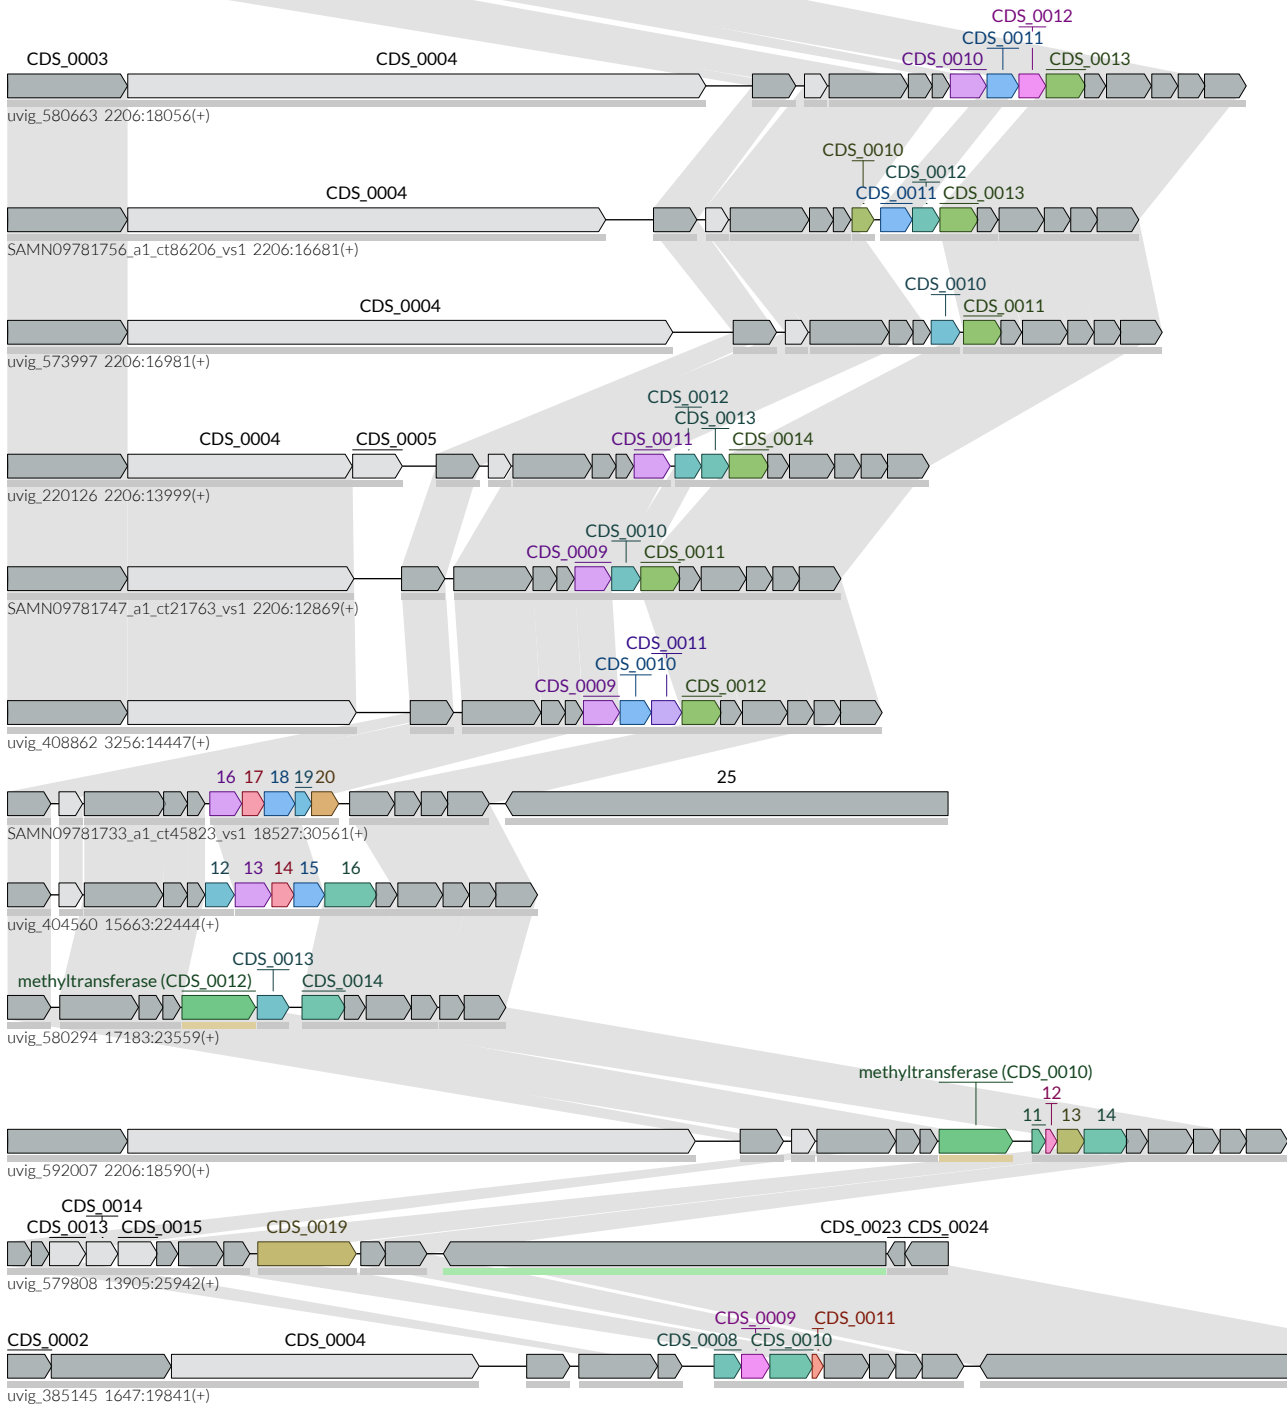 CDS_0012
CDS_0011
CDS_0003 CDS_0004 CDS_0010 CDS_0013
uvig_580663 2206:18056(+)
CDS_0010
CDS_0012
CDS_0004 CDS_0011 CDS_0013
SAMN09781756_a1_ct86206_vs1 2206:16681(+)
CDS_0010
CDS_0004 CDS_0011
uvig_573997 2206:16981(+)
CDS_0012
CDS_0013
CDS_0004 CDS_0005 CDS_0011 CDS_0014
uvig_220126 2206:13999(+)
CDS_0010
CDS_0009 CDS_0011
SAMN09781747_a1_ct21763_vs1 2206:12869(+)
CDS_0011
CDS_0010
CDS_0009 CDS_0012
uvig_408862 3256:14447(+)
16 17 18 19 20 25
SAMN09781733_a1_ct45823_vs1 18527:30561(+)
12 13 14 15 16
uvig_404560 15663:22444(+)
CDS_0013
methyltransferase (CDS_0012) CDS_0014
uvig_580294 17183:23559(+)
methyltransferase (CDS_0010)
12
11 13 14
uvig_592007 2206:18590(+)
CDS_0014
CDS_0013 CDS_0015 CDS_0019 CDS_0023 CDS_0024
uvig_579808 13905:25942(+)
CDS_0009 CDS_0011
CDS_0002 CDS_0004 CDS_0008 CDS_0010
uvig_385145 1647:19841(+)